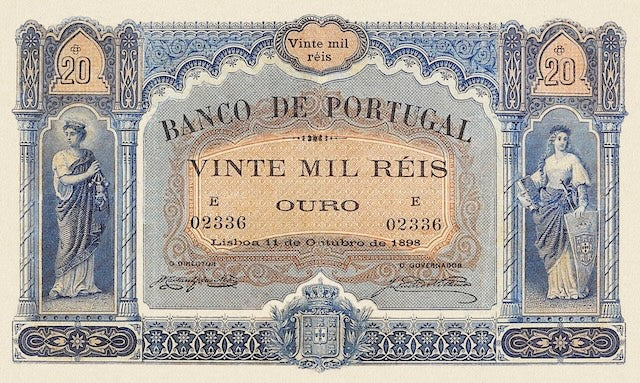 Vinte mil
réis
20
20
BANCO DE PORTUGAL
VINTE MIL RÉIS
E E
OURO
02336 02336
Lisboa 11 de Outubro de 1898
O DIRECTOR O GOVERNADOR